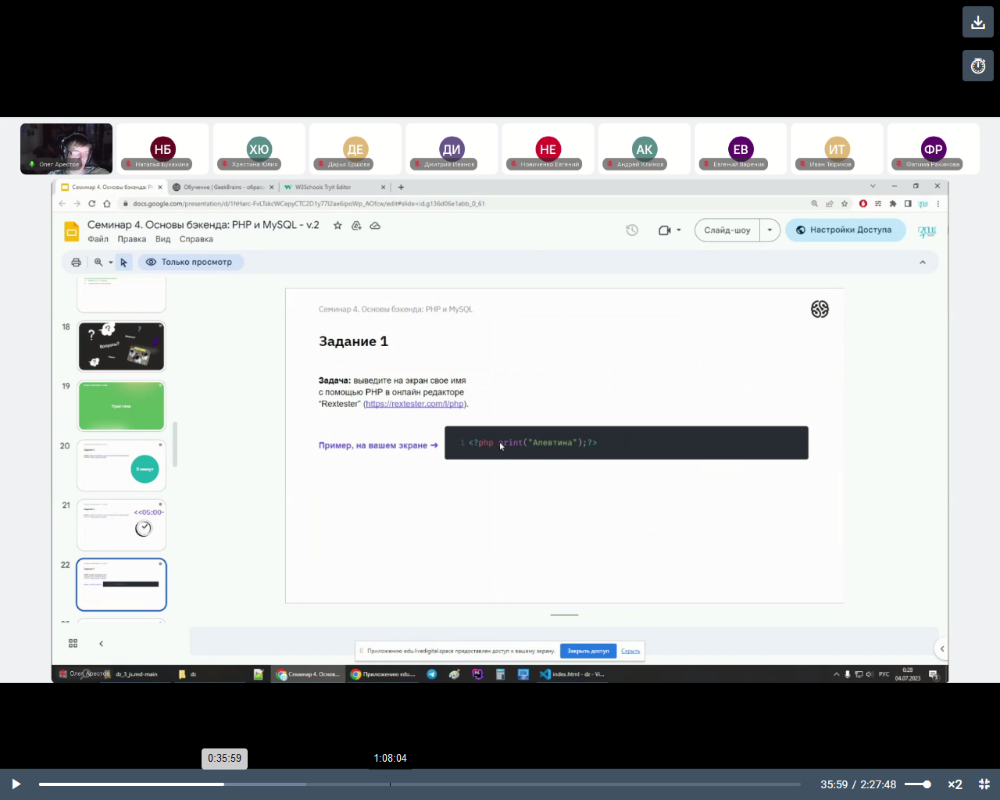 НБ
ХЮ
ДЕ
ДИ
НЕ
АК
ЕВ
ИТ
ФР
Олег Арестов
Наталья Букахина
Хрестина Юлия
Дарья Ершова
Дмитрий Иванов
Новиченко Евгений
Андрей Климов
Евгений Вареник
Иван Тюриков
Фатима Рахимова
Семинар 4. Основы бэкенда: P
Обучение | GeekBrains - образо
W3Schools Tryit Editor
docs.google.com/presentation/d/1hHarc-FvLTskcWCepyCTC2D1y77I2ae6ipoWp_AOfcw/edit#slide=id.g136d06e1abb_0_61
Семинар 4. Основы бэкенда: PHP и MySQL - v.2
Файл Правка Вид Справка
Слайд-шоу
Настройки Доступа
Только просмотр
18
Вопросы?
19
Практика
20
5 минут
21
<<05:00-
22
Семинар 4. Основы бэкенда: PHP и MySQL
Задание 1
Задача: выведите на экран свое имя
с помощью PHP в онлайн редакторе
“Rextester” (https://rextester.com/l/php).
Пример, на вашем экране ➜
1 <?php print("Алевтина");?>
Приложению edu.livedigital.space предоставлен доступ к вашему экрану.
Закрыть доступ
Скрыть
Олег Арестов
dz_3_js.md-main
dz
Семинар 4. Основ...
Приложению edu....
index.html - dz - Vi...
РУС
0:28
04.07.2023
0:35:59
1:08:04
35:59 / 2:27:48
×2